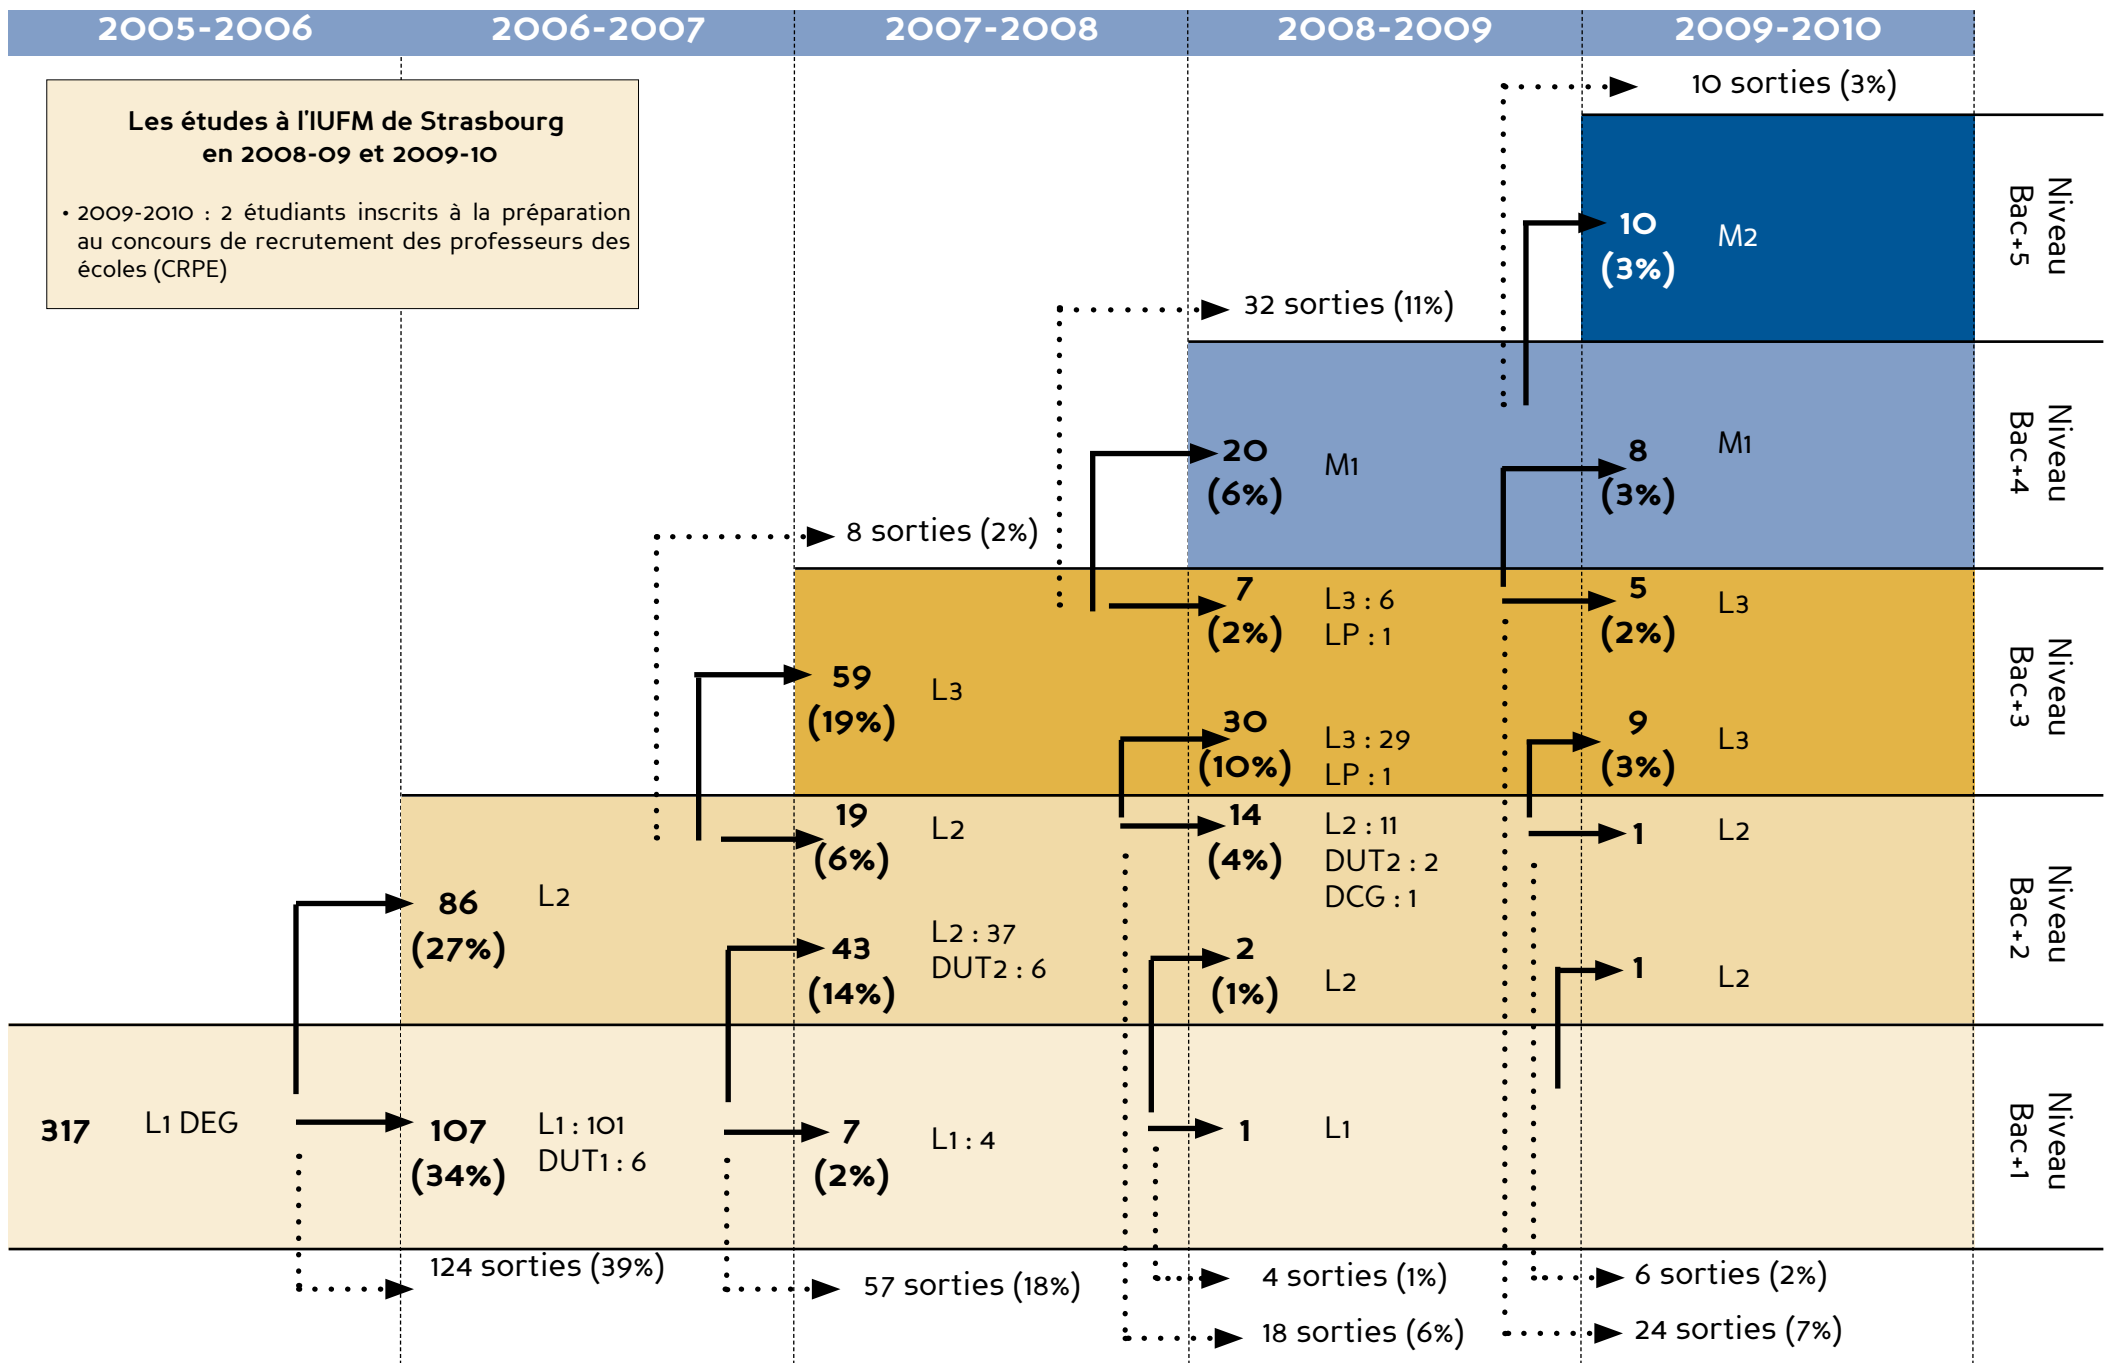 2005-2006
2006-2007
2007-2008
2008-2009
2009-2010
Les études à l'IUFM de Strasbourg
en 2008-09 et 2009-10
• 2009-2010 : 2 étudiants inscrits à la préparation
au concours de recrutement des professeurs des
écoles (CRPE)
10 sorties (3%)
10
(3%)
M2
Niveau
Bac+5
32 sorties (11%)
20
(6%)
M1
8
(3%)
M1
Niveau
Bac+4
8 sorties (2%)
59
(19%)
L3
7
(2%)
L3 : 6
LP : 1
30
(10%)
L3 : 29
LP : 1
5
(2%)
L3
9
(3%)
L3
Niveau
Bac+3
86
(27%)
L2
19
(6%)
L2
43
(14%)
L2 : 37
DUT2 : 6
14
(4%)
L2 : 11
DUT2 : 2
DCG : 1
2
(1%)
L2
1
L2
1
L2
Niveau
Bac+2
317
L1 DEG
107
(34%)
L1 : 101
DUT1 : 6
7
(2%)
L1 : 4
1
L1
Niveau
Bac+1
124 sorties (39%)
57 sorties (18%)
4 sorties (1%)
18 sorties (6%)
6 sorties (2%)
24 sorties (7%)